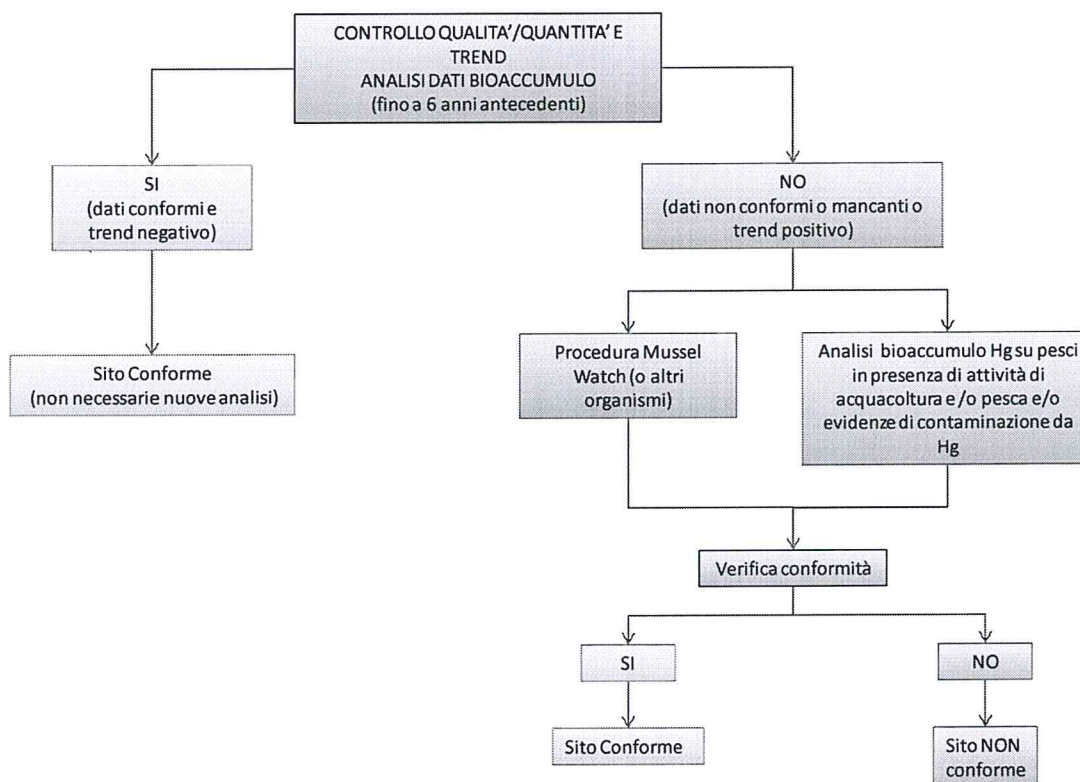 CONTROLLO QUALITA'/QUANTITA' E
TREND
ANALISI DATI BIOACCUMULO
(fino a 6 anni antecedenti)
SI
(dati conformi e
trend negativo)
NO
(dati non conformi o mancanti o
trend positivo)
Sito Conforme
(non necessarie nuove analisi)
Procedura Mussel
Watch (o altri
organismi)
Analisi bioaccumulo Hg su pesci
in presenza di attività di
acquacoltura e /o pesca e/o
evidenze di contaminazione da
Hg
Verifica conformità
SI
NO
Sito Conforme
Sito NON
conforme